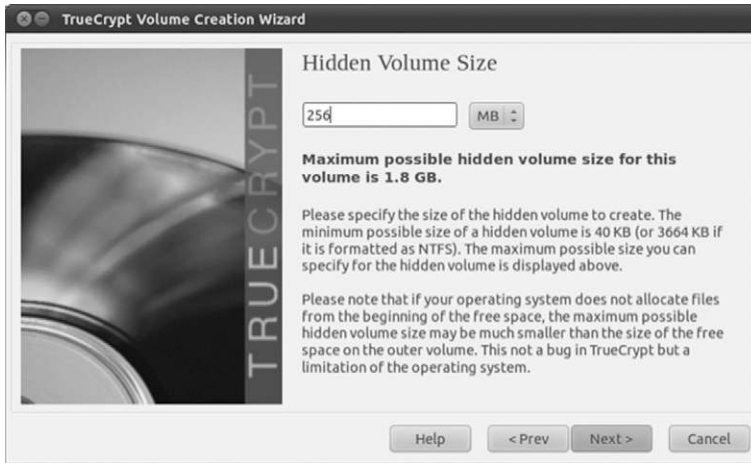 TrueCrypt Volume Creation Wizard
TRUECRYPT
Hidden Volume Size
256 MB
Maximum possible hidden volume size for this
volume is 1.8 GB.
Please specify the size of the hidden volume to create. The
minimum possible size of a hidden volume is 40 KB (or 3664 KB if
it is formatted as NTFS). The maximum possible size you can
specify for the hidden volume is displayed above.
Please note that if your operating system does not allocate files
from the beginning of the free space, the maximum possible
hidden volume size may be much smaller than the size of the free
space on the outer volume. This not a bug in TrueCrypt but a
limitation of the operating system.
Help < Prev Next > Cancel